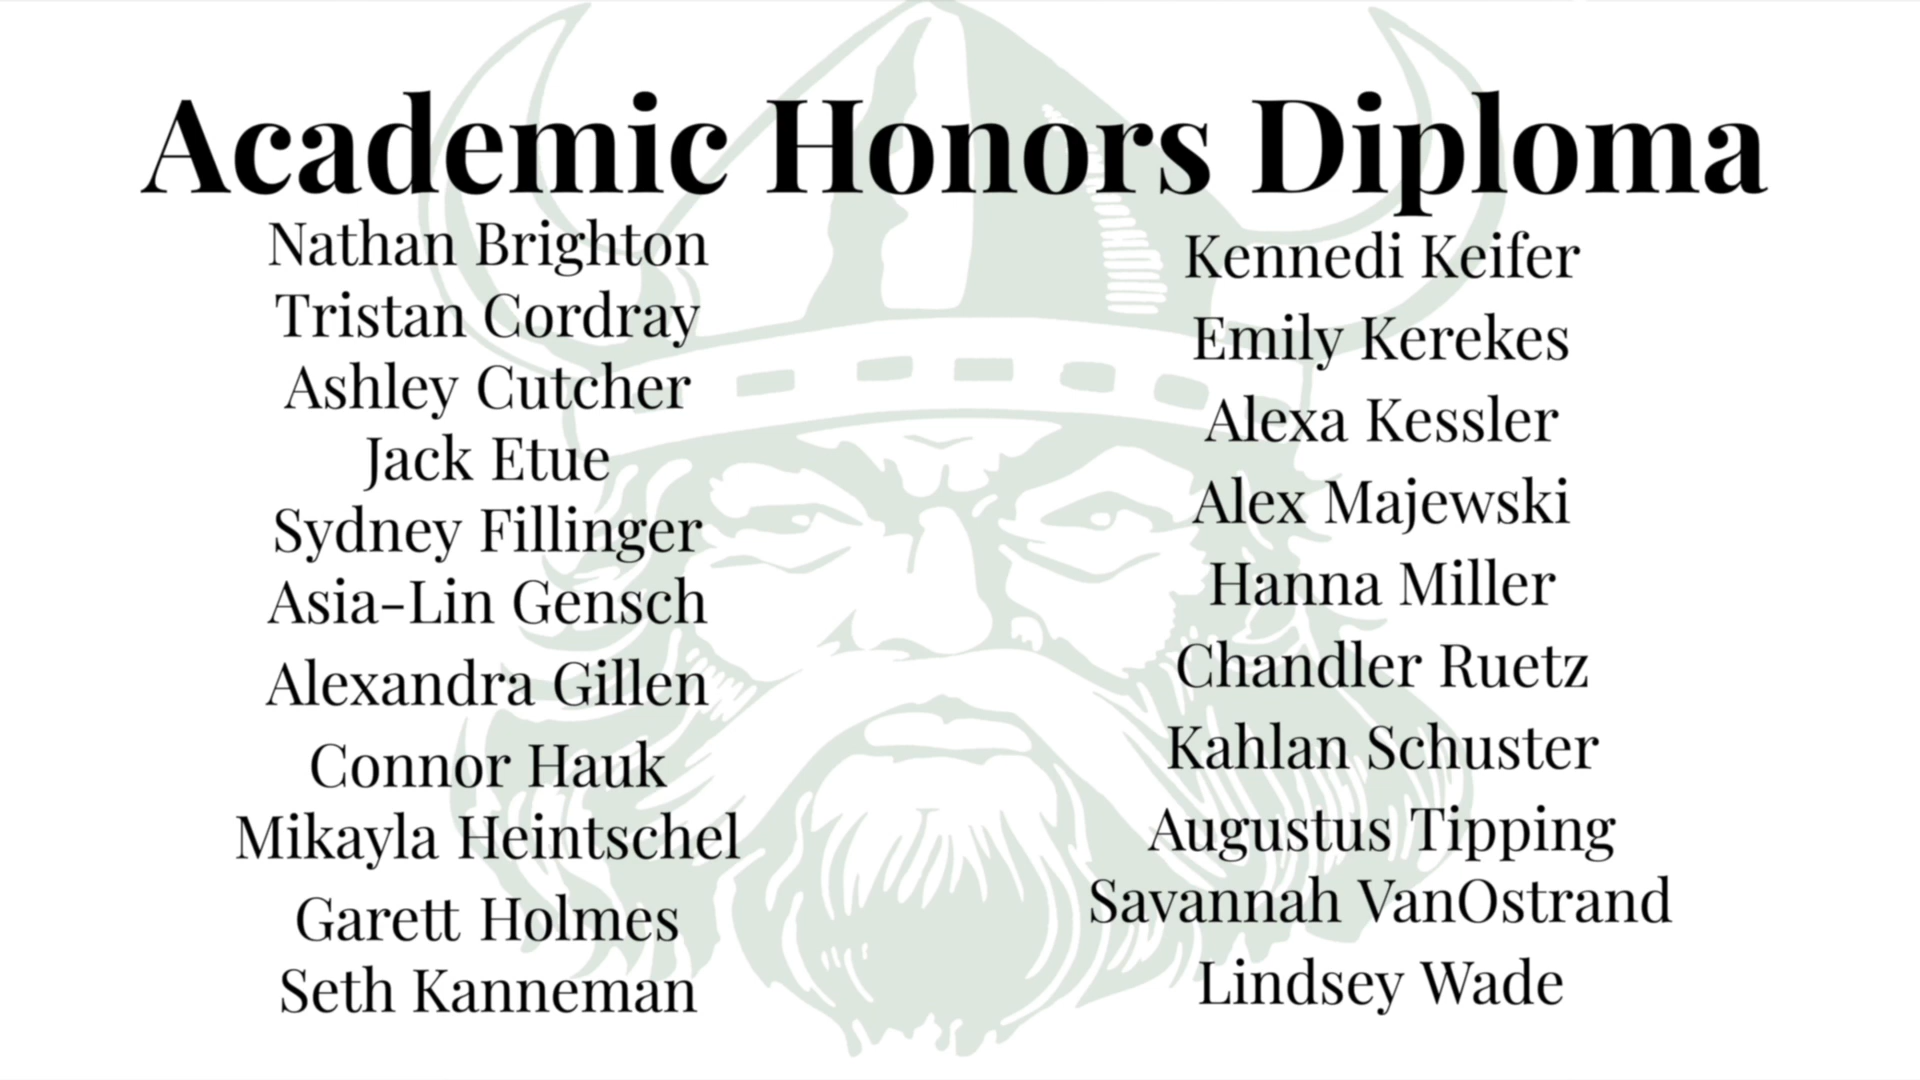 Academic Honors Diploma
Nathan Brighton
Tristan Cordray
Ashley Cutcher
Jack Etue
Sydney Fillinger
Asia-Lin Gensch
Alexandra Gillen
Connor Hauk
Mikayla Heintschel
Garett Holmes
Seth Kanneman
Kennedi Keifer
Emily Kerekes
Alexa Kessler
Alex Majewski
Hanna Miller
Chandler Ruetz
Kahlan Schuster
Augustus Tipping
Savannah VanOstrand
Lindsey Wade